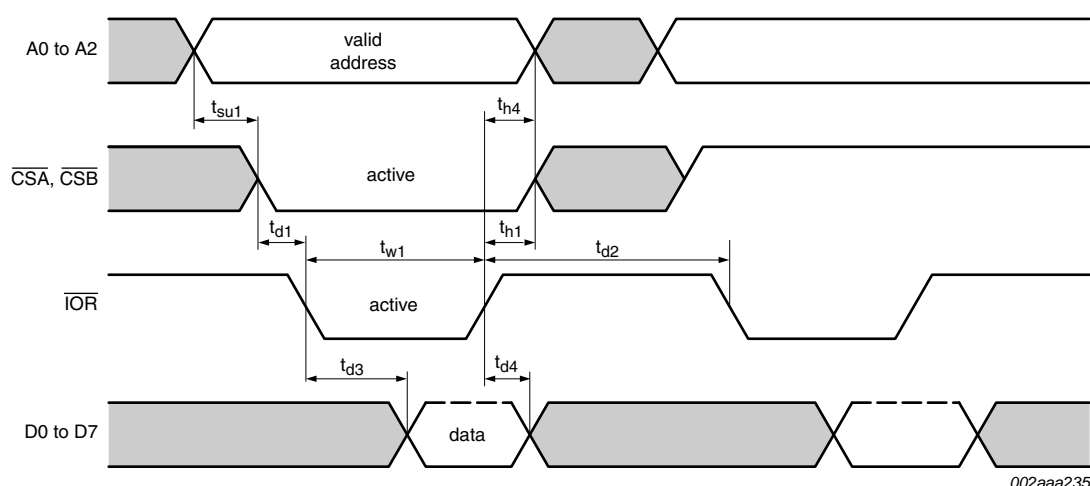 A0 to A2
valid
address
tsu1
th4
CSA, CSB
active
td1
tw1
th1
td2
IOR
active
td3
td4
D0 to D7
data
002aaa235